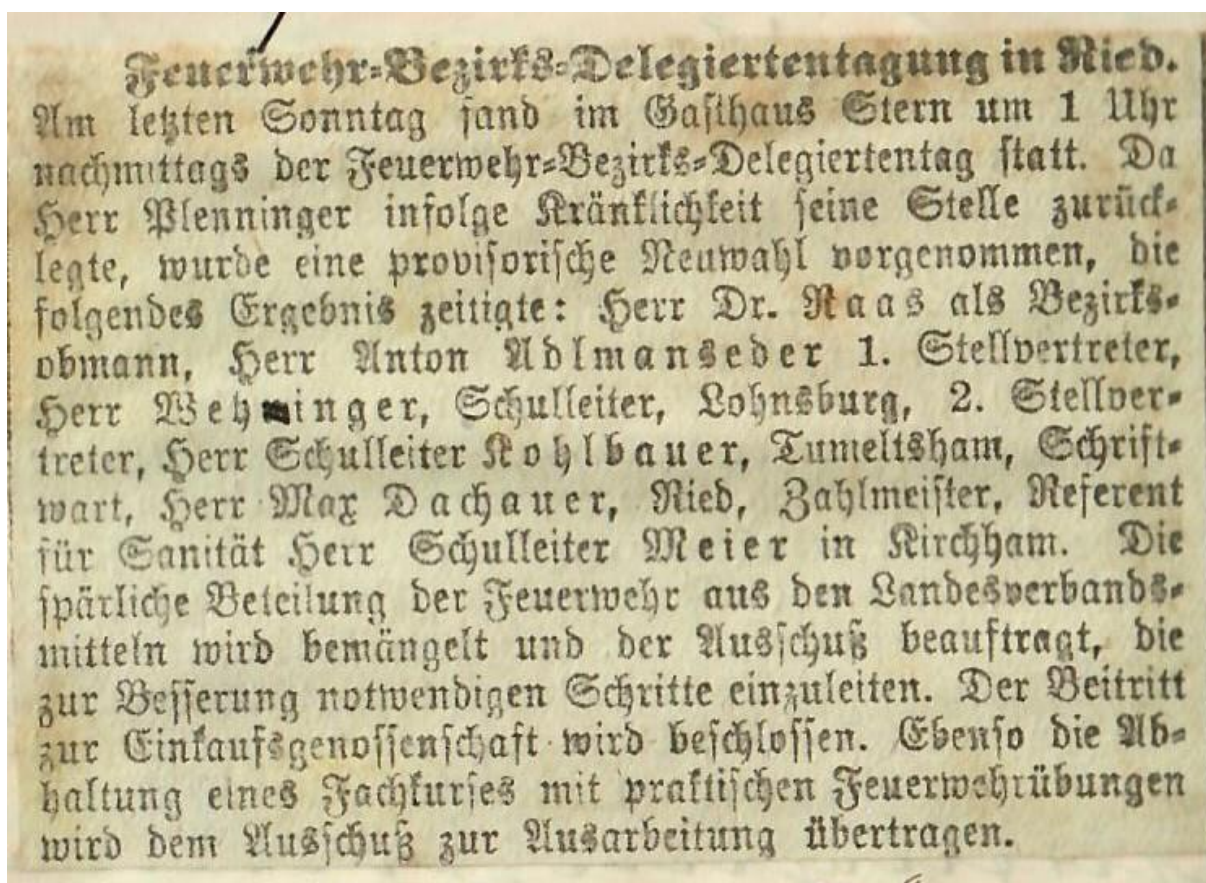 Feuerwehr-Bezirks-Delegiertentagung in Ried.
Am letzten Sonntag fand im Gasthaus Stern um 1 Uhr
nachmittags der Feuerwehr-Bezirks-Delegiertentag statt. Da
Herr Plenninger infolge Kränklichkeit seine Stelle zurück-
legte, wurde eine provisorische Neuwahl vorgenommen, die
folgendes Ergebnis zeitigte: Herr Dr. Raas als Bezirks-
obmann, Herr Anton Adlmanseder 1. Stellvertreter,
Herr Schulleiter, Lohnsburg, 2. Stellver-
treter, Herr Schulleiter Kohlbauer, Tumeltsham, Schrift-
wart, Herr Max Dachauer, Ried, Zahlmeister, Referent
für Sanität Herr Schulleiter Meier in Kirchham. Die
spärliche Beteilung der Feuerwehr aus den Landesverbands-
mitteln wird bemängelt und der Ausschuß beauftragt, die
zur Besserung notwendigen Schritte einzuleiten. Der Beitritt
zur Einkaufsgenossenschaft wird beschlossen. Ebenso die Ab-
haltung eines Fachkurses mit praktischen Feuerwehrübungen
wird dem Ausschuß zur Ausarbeitung übertragen.